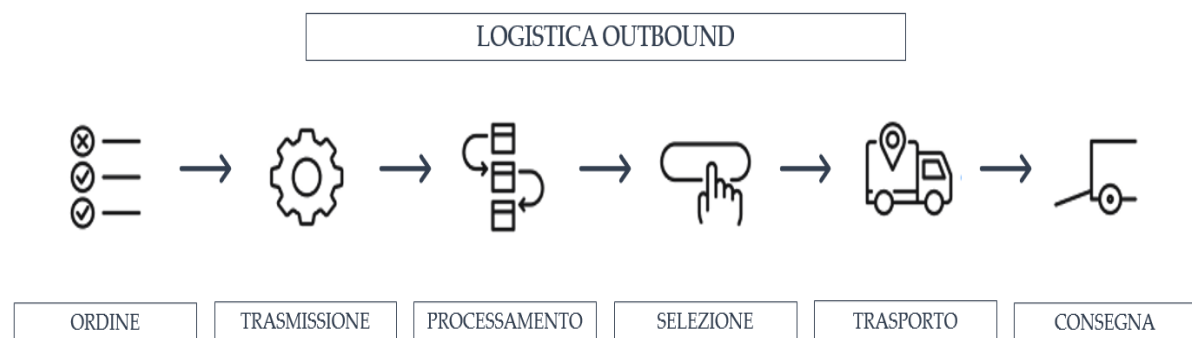 LOGISTICA OUTBOUND
ORDINE
TRASMISSIONE
PROCESSAMENTO
SELEZIONE
TRASPORTO
CONSEGNA